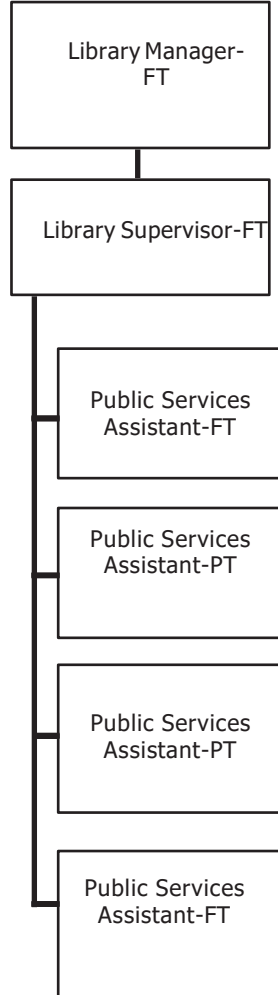 Library Manager-
FT
Library Supervisor-FT
Public Services
Assistant-FT
Public Services
Assistant-PT
Public Services
Assistant-PT
Public Services
Assistant-FT